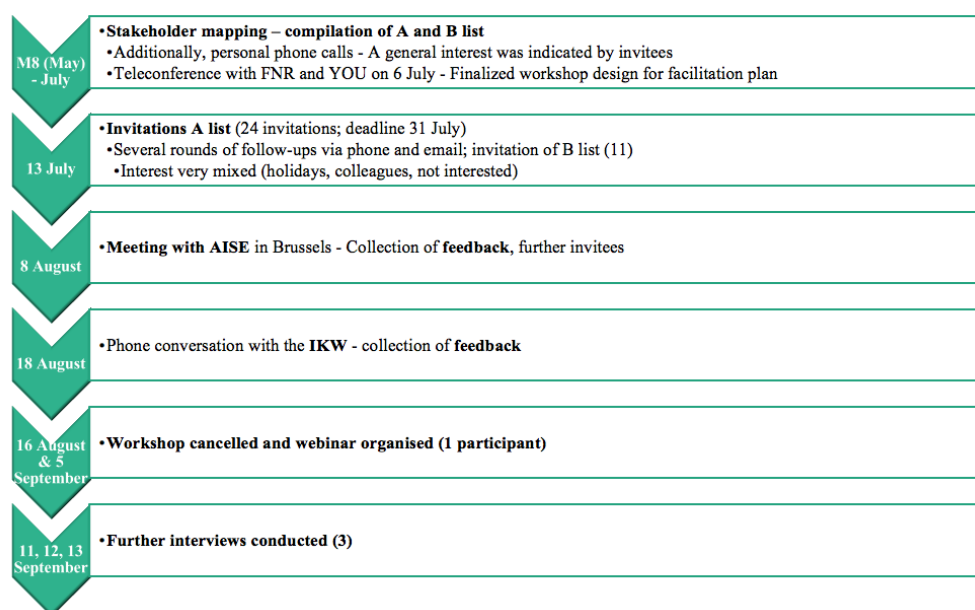 M8 (May)
- July
•Stakeholder mapping – compilation of A and B list
•Additionally, personal phone calls - A general interest was indicated by invitees
•Teleconference with FNR and YOU on 6 July - Finalized workshop design for facilitation plan
13 July
•Invitations A list (24 invitations; deadline 31 July)
•Several rounds of follow-ups via phone and email; invitation of B list (11)
•Interest very mixed (holidays, colleagues, not interested)
8 August
•Meeting with AISE in Brussels - Collection of feedback, further invitees
18 August
•Phone conversation with the IKW - collection of feedback
16 August
& 5
September
•Workshop cancelled and webinar organised (1 participant)
11, 12, 13
September
•Further interviews conducted (3)